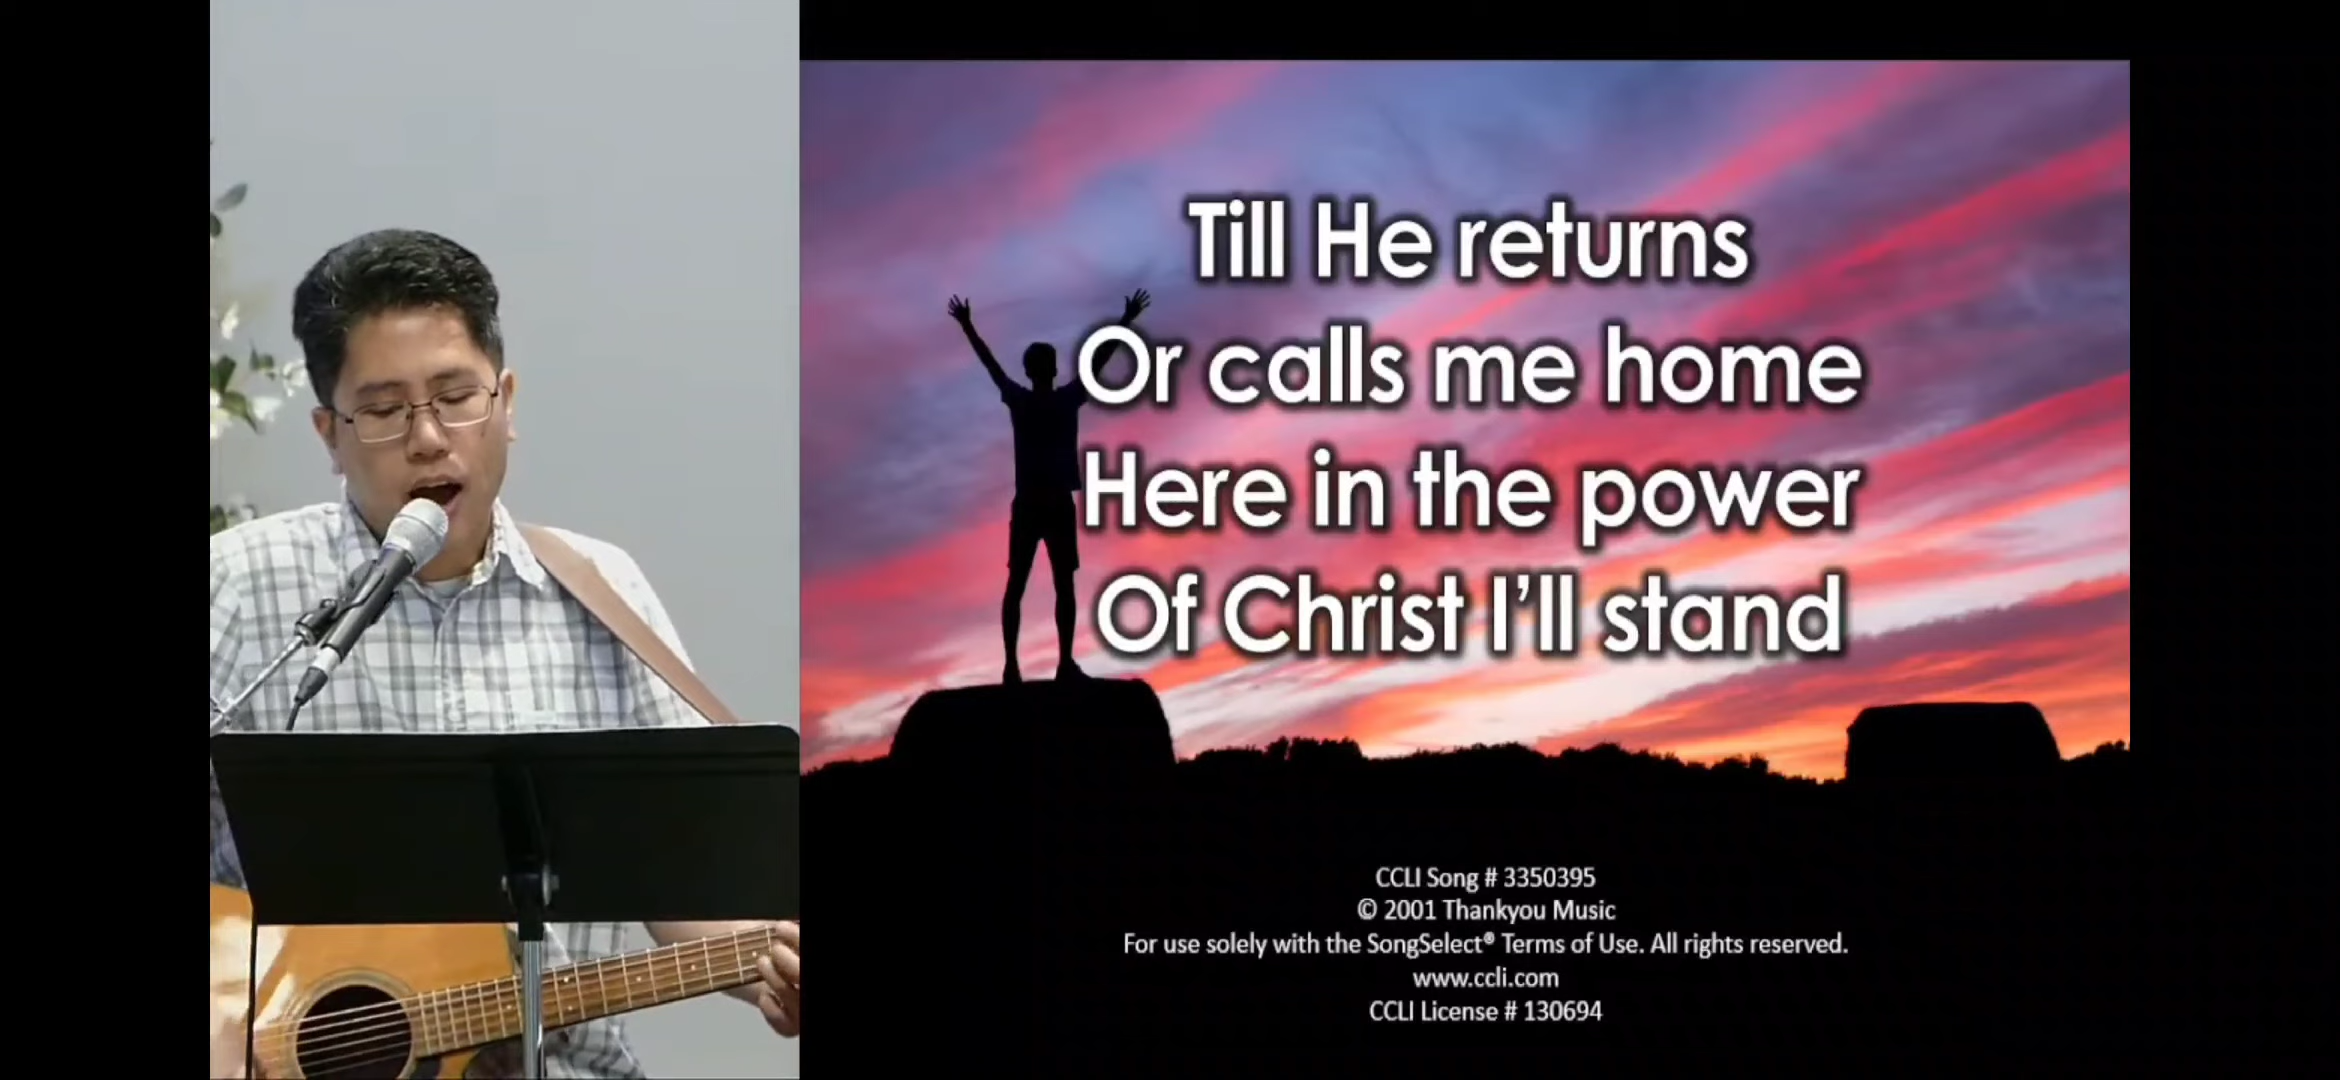 Till He returns
Or calls me home
Here in the power
Of Christ I'll stand
CCLI Song # 3350395
© 2001 Thankyou Music
For use solely with the SongSelect® Terms of Use. All rights reserved.
www.ccli.com
CCLI License # 130694